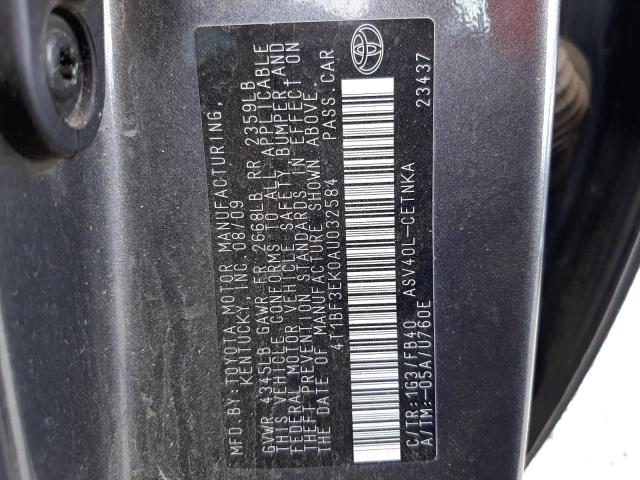 MFD.BY:TOYOTA MOTOR MANUFACTURING,
KENTUCKY, INC. 08/09
GVWR 4345LB GAWR FR 2668LB RR 2359LB
THIS VEHICLE CONFORMS TO ALL APPLICABLE
FEDERAL MOTOR VEHICLE SAFETY, BUMPER AND
THEFT PREVENTION STANDARDS IN EFFECT ON
THE DATE OF MANUFACTURE SHOWN ABOVE.
4T1BF3EK0AU032584 PASS.CAR
C/TR:1G3/FB40 ASV40L-CETNKA
A/TM:-05A/U760E 23437